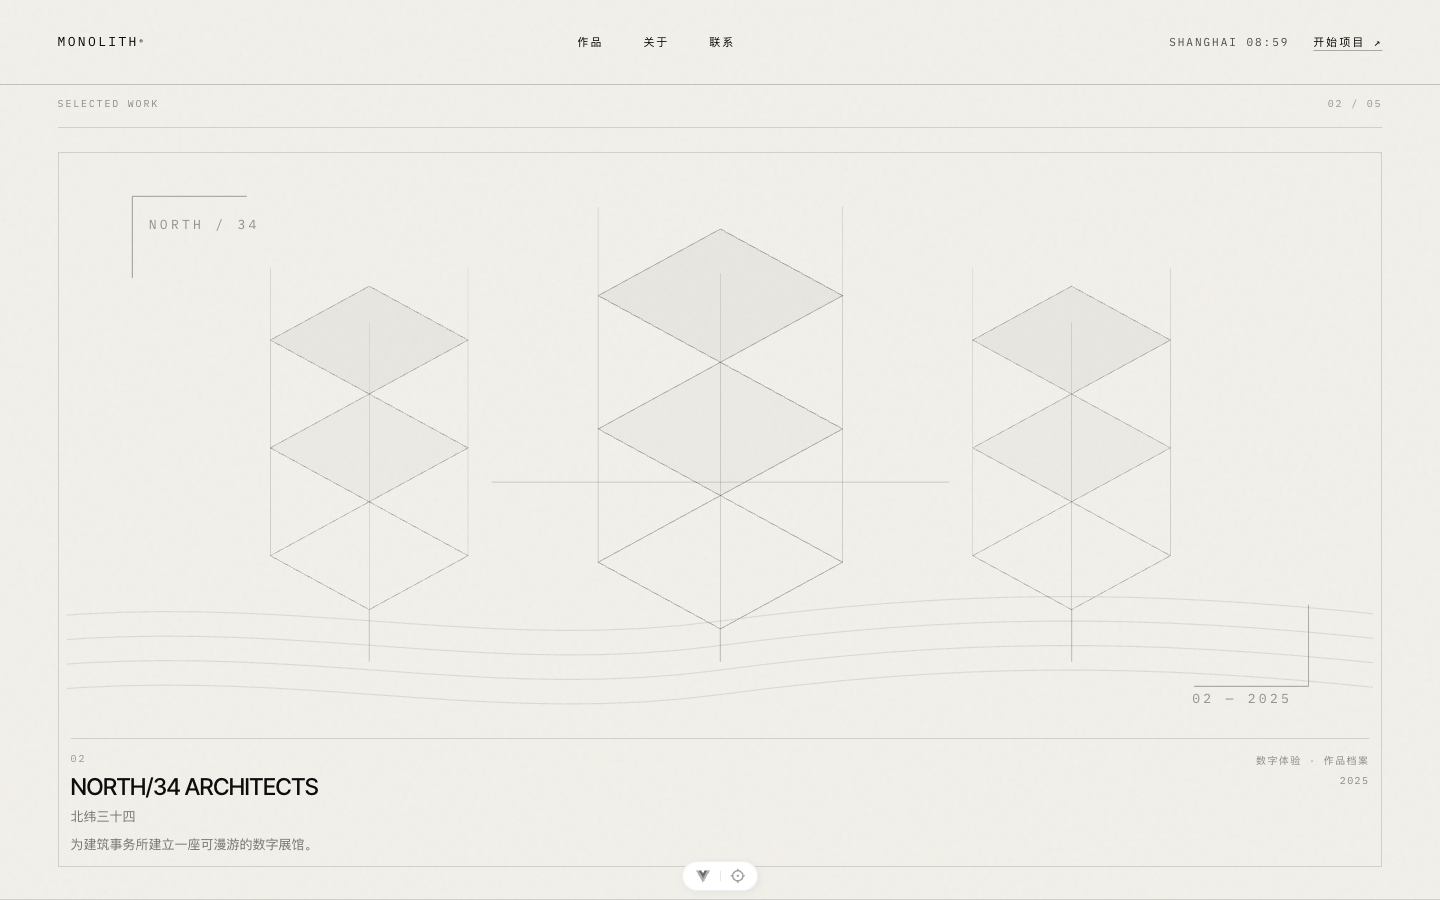 MONOLITH®
作品
关于
联系
SHANGHAI 08:59
开始项目 ↗
SELECTED WORK
02 / 05
NORTH / 34
02 — 2025
02
NORTH/34 ARCHITECTS
北纬三十四
为建筑事务所建立一座可漫游的数字展馆。
数字体验 · 作品档案
2025